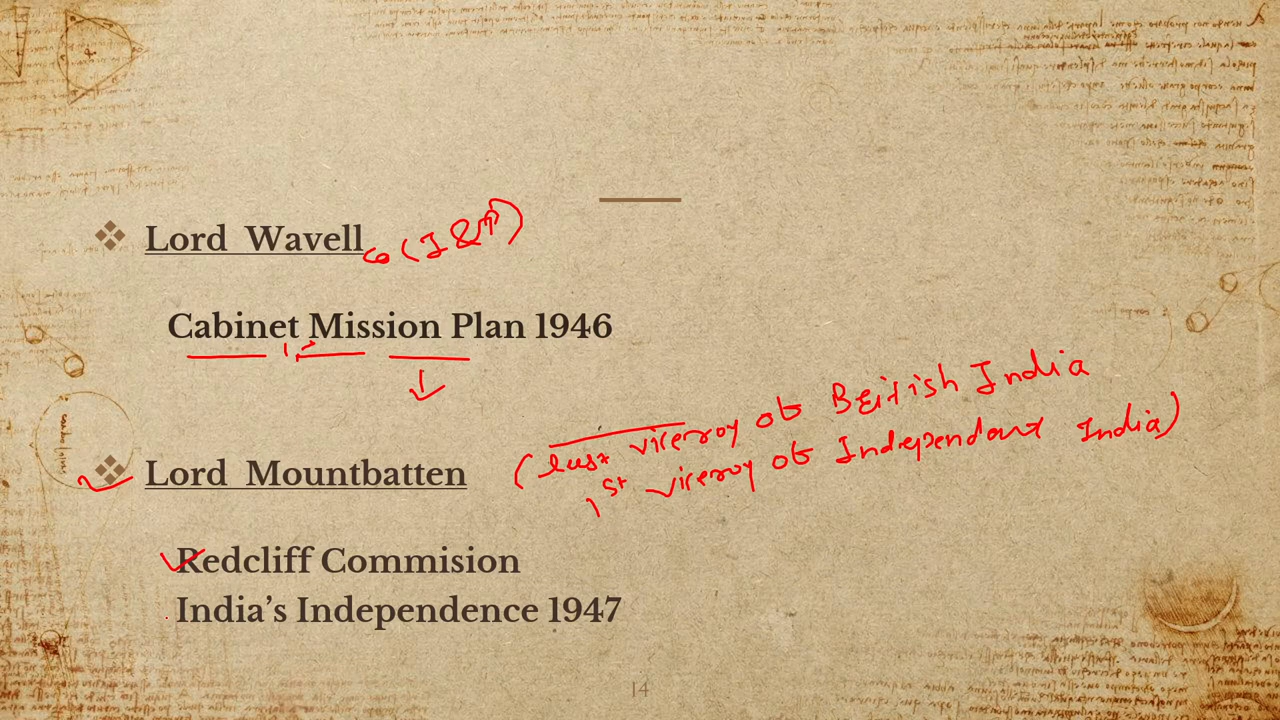 ❖ Lord Wavell
Cabinet Mission Plan 1946
(last viceroy of British India
❖ Lord Mountbatten
1st viceroy of Independant India)
Redcliff Commision
India’s Independence 1947
14